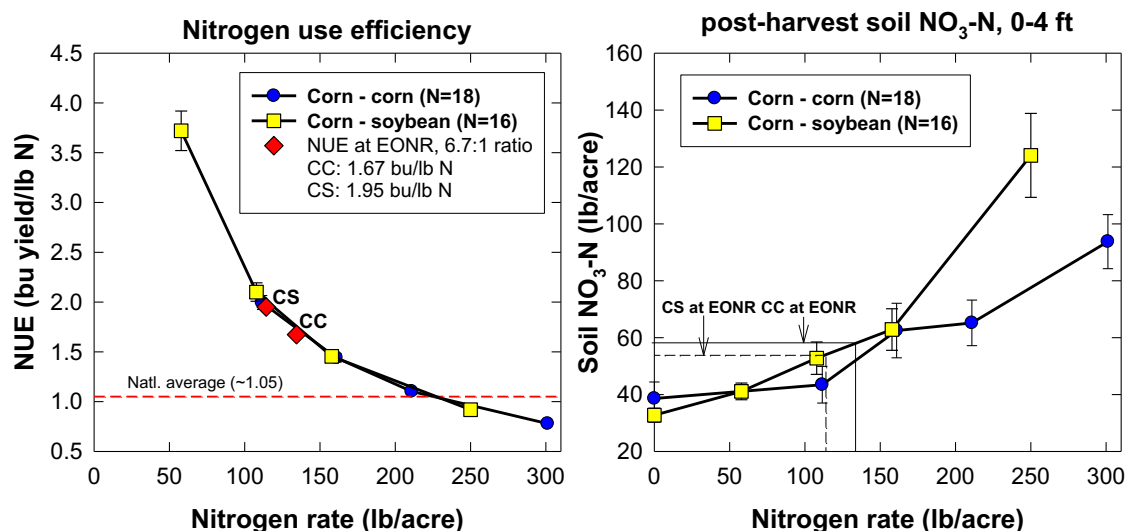 Nitrogen use efficiency
NUE (bu yield/lb N)
4.5
4.0
3.5
3.0
2.5
2.0
1.5
1.0
0.5
Corn - corn (N=18)
Corn - soybean (N=16)
NUE at EONR, 6.7:1 ratio
CC: 1.67 bu/lb N
CS: 1.95 bu/lb N
CS
CC
Natl. average (~1.05)
0 50 100 150 200 250 300
Nitrogen rate (lb/acre)
post-harvest soil NO₃-N, 0-4 ft
Soil NO₃-N (lb/acre)
160
140
120
100
80
60
40
20
Corn - corn (N=18)
Corn - soybean (N=16)
CS at EONR CC at EONR
0 50 100 150 200 250 300
Nitrogen rate (lb/acre)